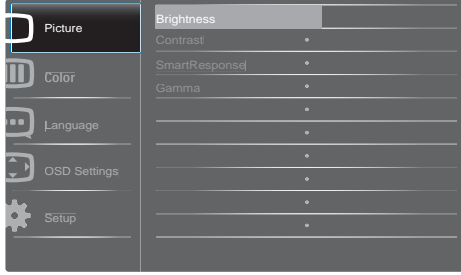 Picture
Color
Language
OSD Settings
Setup
Brightness
Contrast
SmartResponse
Gamma